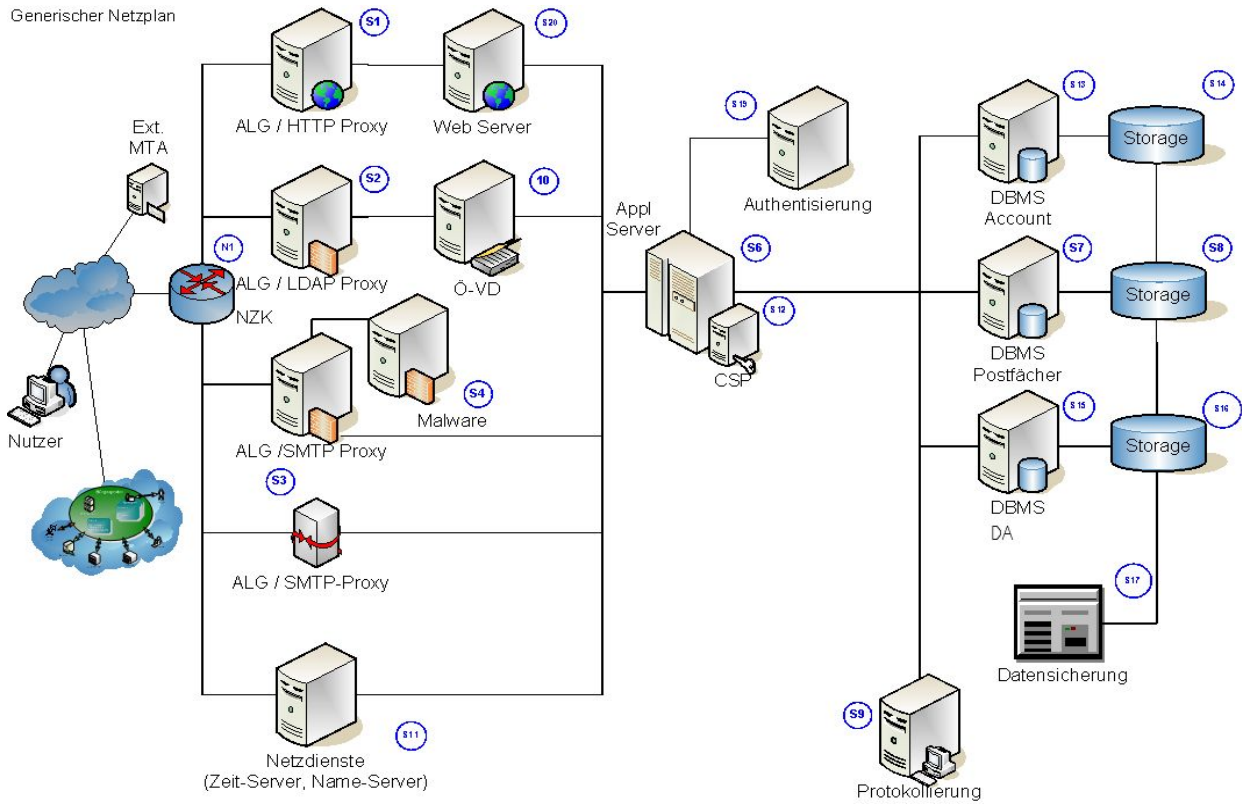 Generischer Netzplan
S1
S20
ALG / HTTP Proxy
Web Server
Ext.
MTA
S2
10
ALG / LDAP Proxy
Ö-VD
N1
NZK
Nutzer
S4
Malware
ALG /SMTP Proxy
S3
ALG / SMTP-Proxy
S11
Netzdienste
(Zeit-Server, Name-Server)
S19
Authentisierung
Appl
Server
S6
S12
CSP
S13
S14
Storage
DBMS
Account
S7
S8
Storage
DBMS
Postfächer
S15
S16
Storage
DBMS
DA
S17
Datensicherung
S9
Protokollierung